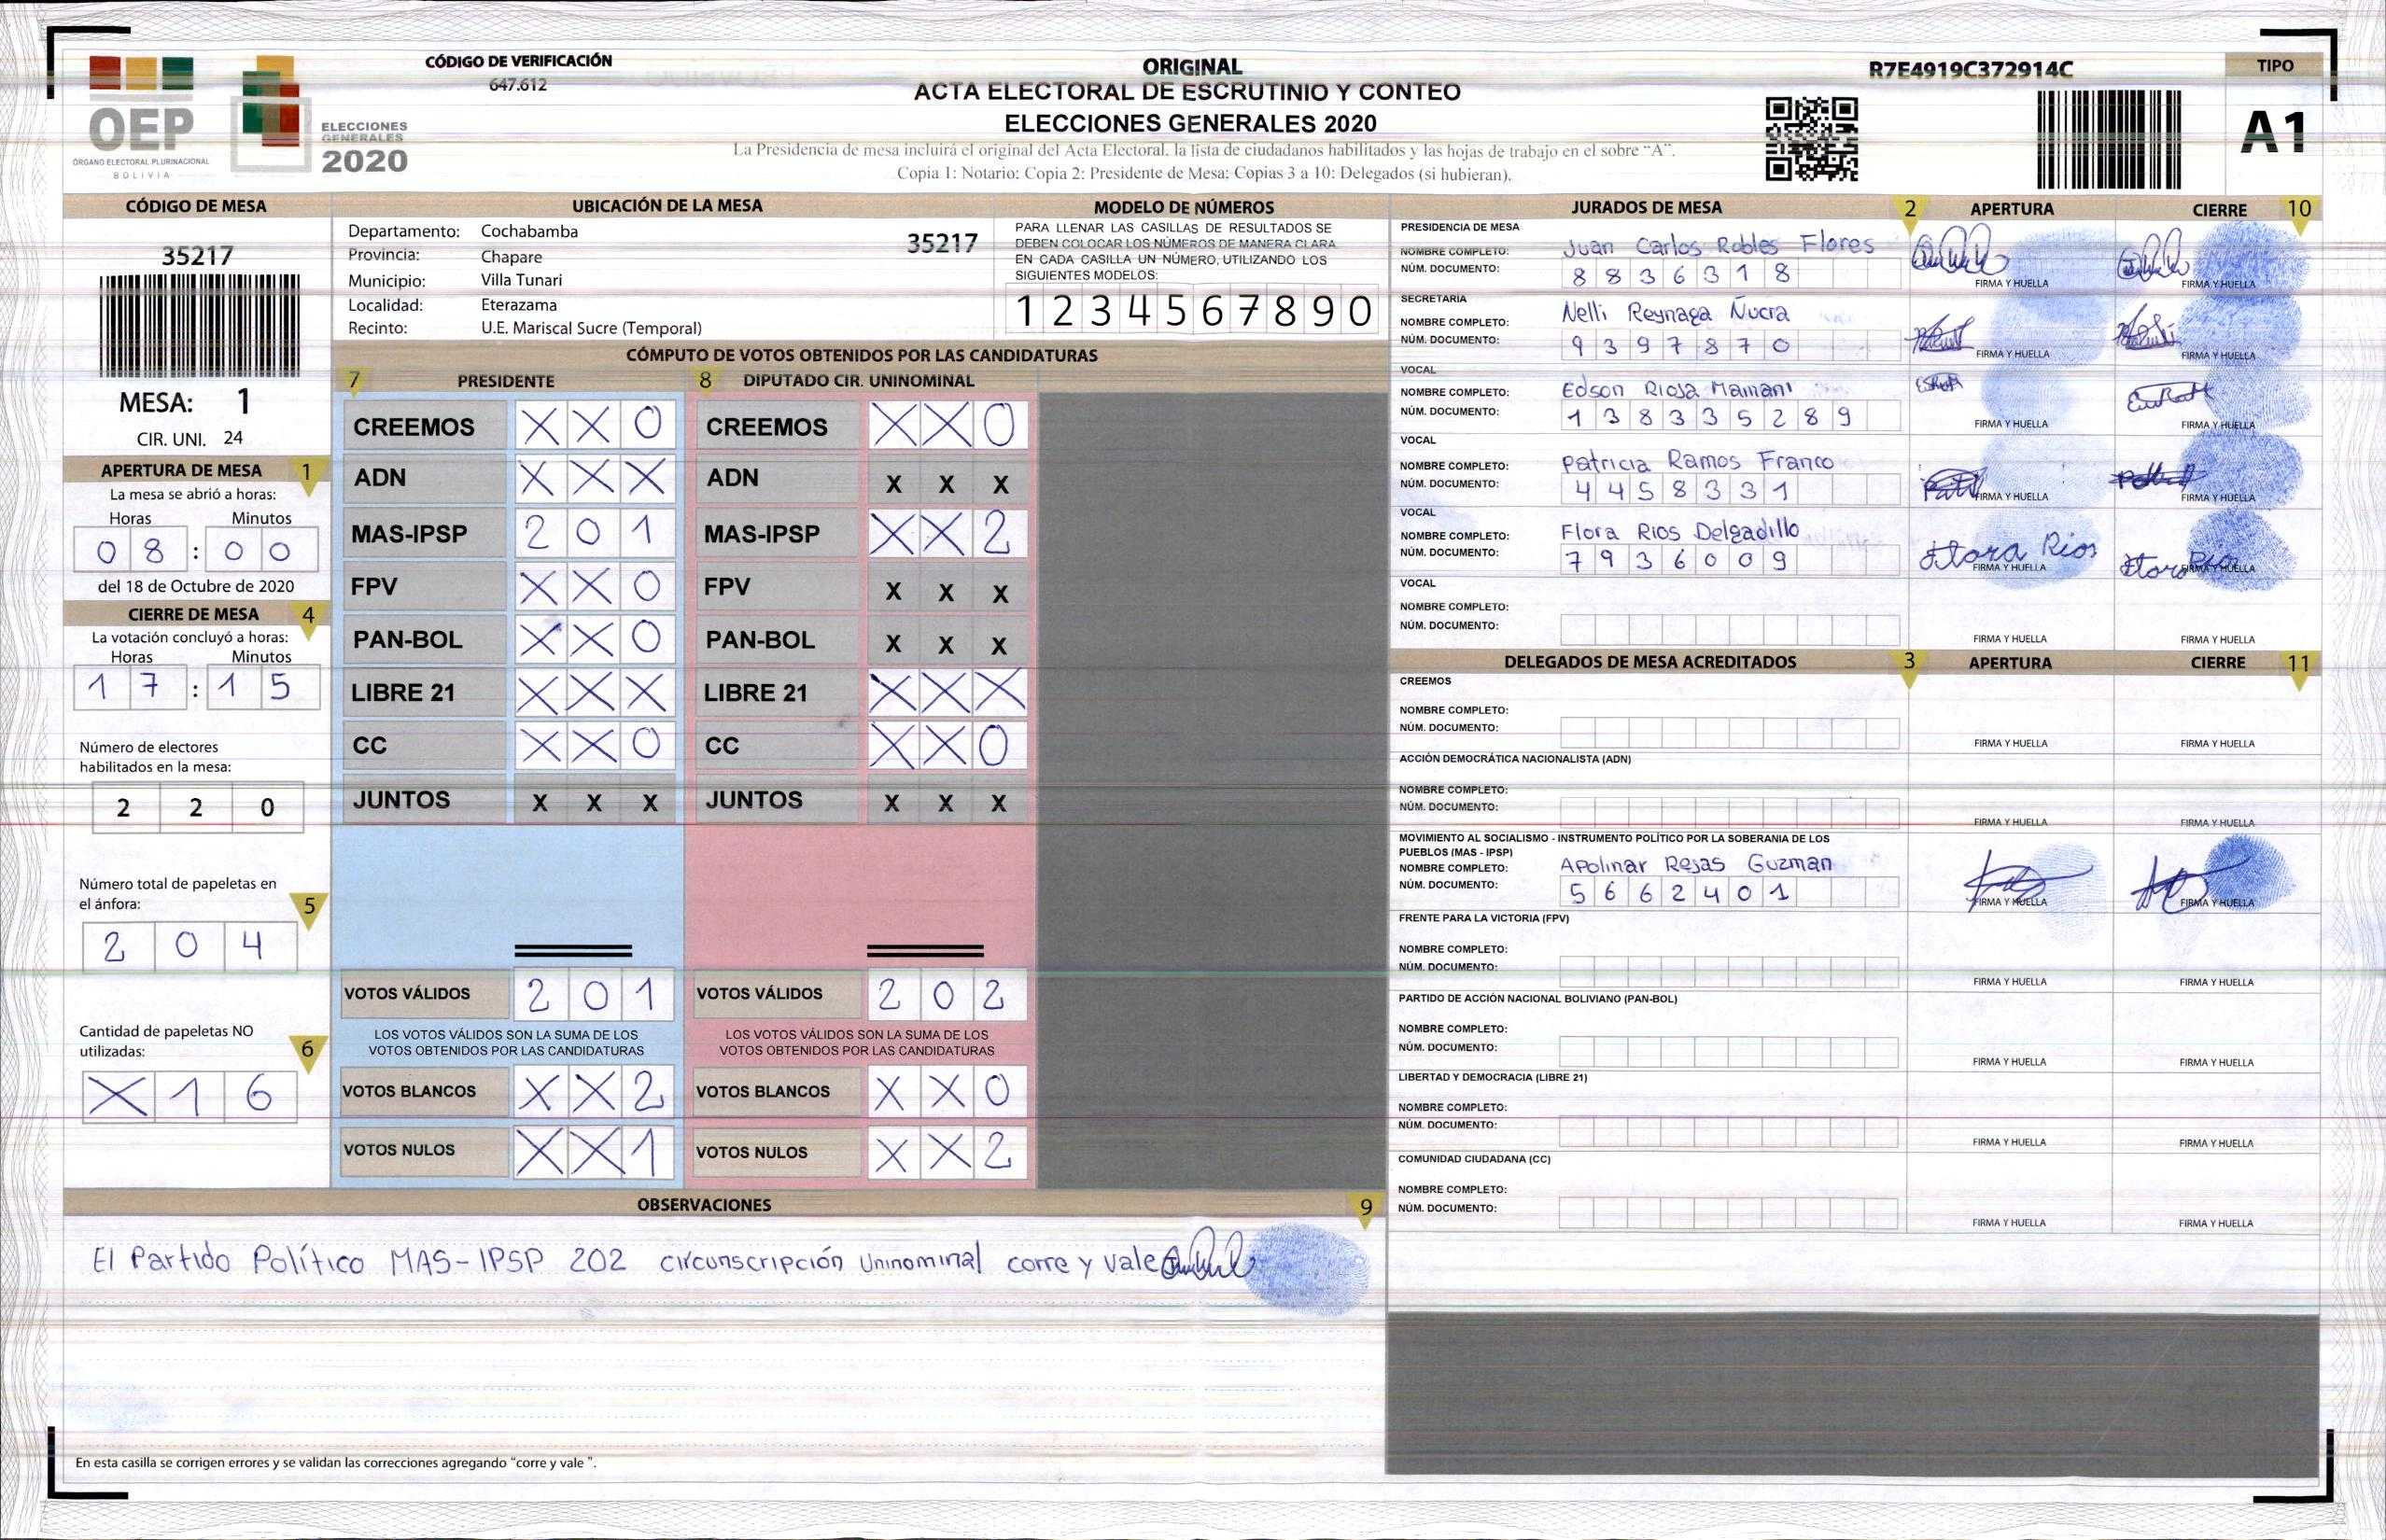 CÓDIGO DE VERIFICACIÓN
647.612
OEP
ÓRGANO ELECTORAL PLURINACIONAL
BOLIVIA
ELECCIONES
GENERALES
2020
ORIGINAL
ACTA ELECTORAL DE ESCRUTINIO Y CONTEO
ELECCIONES GENERALES 2020
La Presidencia de mesa incluirá el original del Acta Electoral, la lista de ciudadanos habilitados y las hojas de trabajo en el sobre "A".
Copia 1: Notario; Copia 2: Presidente de Mesa; Copias 3 a 10: Delegados (si hubieran).
R7E4919C372914C
TIPO
A1
CÓDIGO DE MESA
35217
MESA: 1
CIR. UNI. 24
APERTURA DE MESA 1
La mesa se abrió a horas:
Horas Minutos
0 8 : 0 0
del 18 de Octubre de 2020
CIERRE DE MESA 4
La votación concluyó a horas:
Horas Minutos
1 7 : 1 5
Número de electores
habilitados en la mesa:
2 2 0
Número total de papeletas en
el ánfora: 5
2 0 4
Cantidad de papeletas NO
utilizadas: 6
X 1 6
UBICACIÓN DE LA MESA
Departamento: Cochabamba
35217
Provincia: Chapare
Municipio: Villa Tunari
Localidad: Eterazama
Recinto: U.E. Mariscal Sucre (Temporal)
MODELO DE NÚMEROS
PARA LLENAR LAS CASILLAS DE RESULTADOS SE
DEBEN COLOCAR LOS NÚMEROS DE MANERA CLARA
EN CADA CASILLA UN NÚMERO, UTILIZANDO LOS
SIGUIENTES MODELOS:
1 2 3 4 5 6 7 8 9 0
CÓMPUTO DE VOTOS OBTENIDOS POR LAS CANDIDATURAS
7 PRESIDENTE 8 DIPUTADO CIR. UNINOMINAL
CREEMOS X X 0 CREEMOS X X 0
ADN X X X ADN X X X
MAS-IPSP 2 0 1 MAS-IPSP X X 2
FPV X X 0 FPV X X X
PAN-BOL X X 0 PAN-BOL X X X
LIBRE 21 X X X LIBRE 21 X X X
CC X X 0 CC X X 0
JUNTOS X X X JUNTOS X X X
VOTOS VÁLIDOS 2 0 1 VOTOS VÁLIDOS 2 0 2
LOS VOTOS VÁLIDOS SON LA SUMA DE LOS LOS VOTOS VÁLIDOS SON LA SUMA DE LOS
VOTOS OBTENIDOS POR LAS CANDIDATURAS VOTOS OBTENIDOS POR LAS CANDIDATURAS
VOTOS BLANCOS X X 2 VOTOS BLANCOS X X 0
VOTOS NULOS X X 1 VOTOS NULOS X X 2
OBSERVACIONES 9
El Partido Político MAS-IPSP 202 circunscripción Uninominal corre y vale
En esta casilla se corrigen errores y se validan las correcciones agregando "corre y vale ".
JURADOS DE MESA 2 APERTURA CIERRE 10
PRESIDENCIA DE MESA
NOMBRE COMPLETO: Juan Carlos Robles Flores
NÚM. DOCUMENTO: 8 8 3 6 3 1 8
FIRMA Y HUELLA FIRMA Y HUELLA
SECRETARÍA
NOMBRE COMPLETO: Nelli Reynaga Ñucra
NÚM. DOCUMENTO: 9 3 9 7 8 7 0
FIRMA Y HUELLA FIRMA Y HUELLA
VOCAL
NOMBRE COMPLETO: Edson Rioja Mamani
NÚM. DOCUMENTO: 1 3 8 3 3 5 2 8 9
FIRMA Y HUELLA FIRMA Y HUELLA
VOCAL
NOMBRE COMPLETO: Patricia Ramos Franco
NÚM. DOCUMENTO: 4 4 5 8 3 3 1
FIRMA Y HUELLA FIRMA Y HUELLA
VOCAL
NOMBRE COMPLETO: Flora Rios Delgadillo
NÚM. DOCUMENTO: 7 9 3 6 0 0 9
Flora Rios
FIRMA Y HUELLA FIRMA Y HUELLA
VOCAL
NOMBRE COMPLETO:
NÚM. DOCUMENTO:
FIRMA Y HUELLA FIRMA Y HUELLA
DELEGADOS DE MESA ACREDITADOS 3 APERTURA CIERRE 11
CREEMOS
NOMBRE COMPLETO:
NÚM. DOCUMENTO:
FIRMA Y HUELLA FIRMA Y HUELLA
ACCIÓN DEMOCRÁTICA NACIONALISTA (ADN)
NOMBRE COMPLETO:
NÚM. DOCUMENTO:
FIRMA Y HUELLA FIRMA Y HUELLA
MOVIMIENTO AL SOCIALISMO - INSTRUMENTO POLÍTICO POR LA SOBERANIA DE LOS
PUEBLOS (MAS - IPSP)
NOMBRE COMPLETO: Apolinar Rejas Guzman
NÚM. DOCUMENTO: 5 6 6 2 4 0 1
FIRMA Y HUELLA FIRMA Y HUELLA
FRENTE PARA LA VICTORIA (FPV)
NOMBRE COMPLETO:
NÚM. DOCUMENTO:
FIRMA Y HUELLA FIRMA Y HUELLA
PARTIDO DE ACCIÓN NACIONAL BOLIVIANO (PAN-BOL)
NOMBRE COMPLETO:
NÚM. DOCUMENTO:
FIRMA Y HUELLA FIRMA Y HUELLA
LIBERTAD Y DEMOCRACIA (LIBRE 21)
NOMBRE COMPLETO:
NÚM. DOCUMENTO:
FIRMA Y HUELLA FIRMA Y HUELLA
COMUNIDAD CIUDADANA (CC)
NOMBRE COMPLETO:
NÚM. DOCUMENTO:
FIRMA Y HUELLA FIRMA Y HUELLA